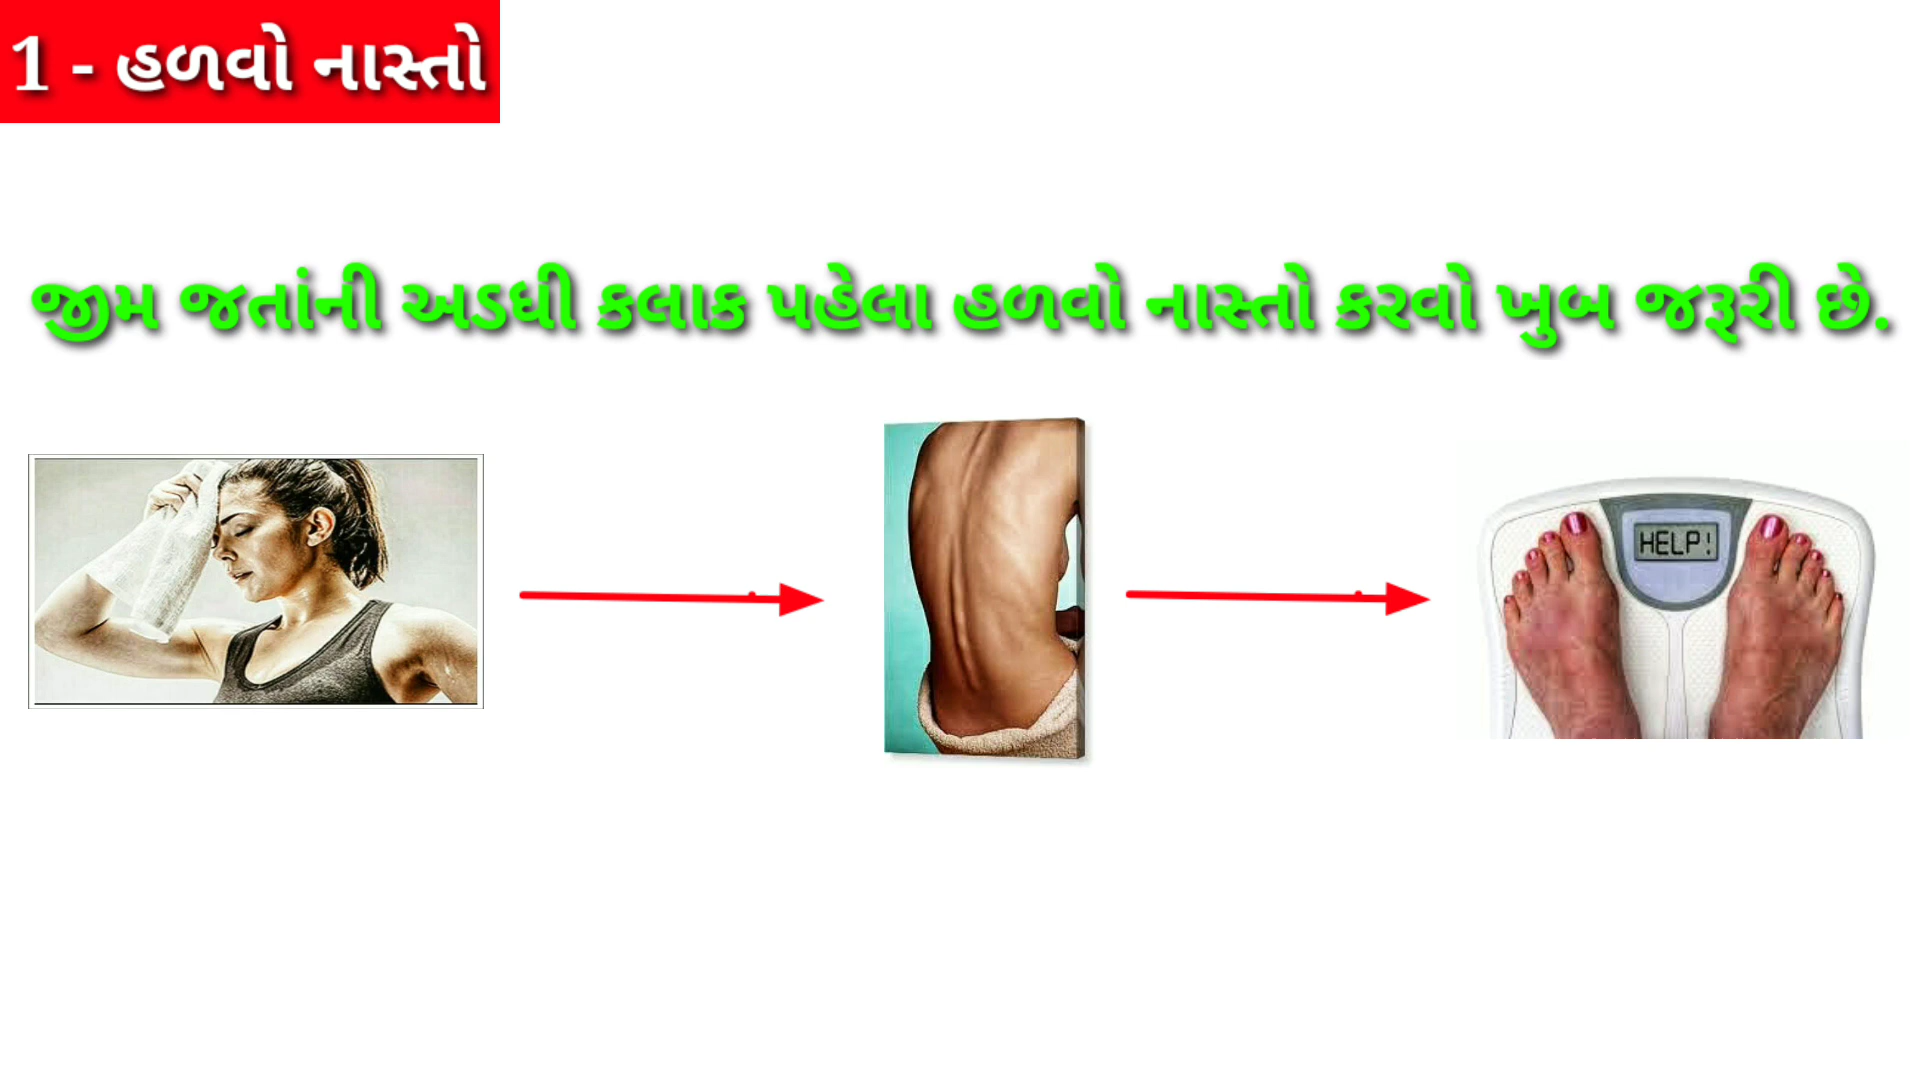 1 - હળવો નાસ્તો
જીમ જતાંની અડધી કલાક પહેલા હળવો નાસ્તો કરવો ખુબ જરૂરી છે.
HELP!